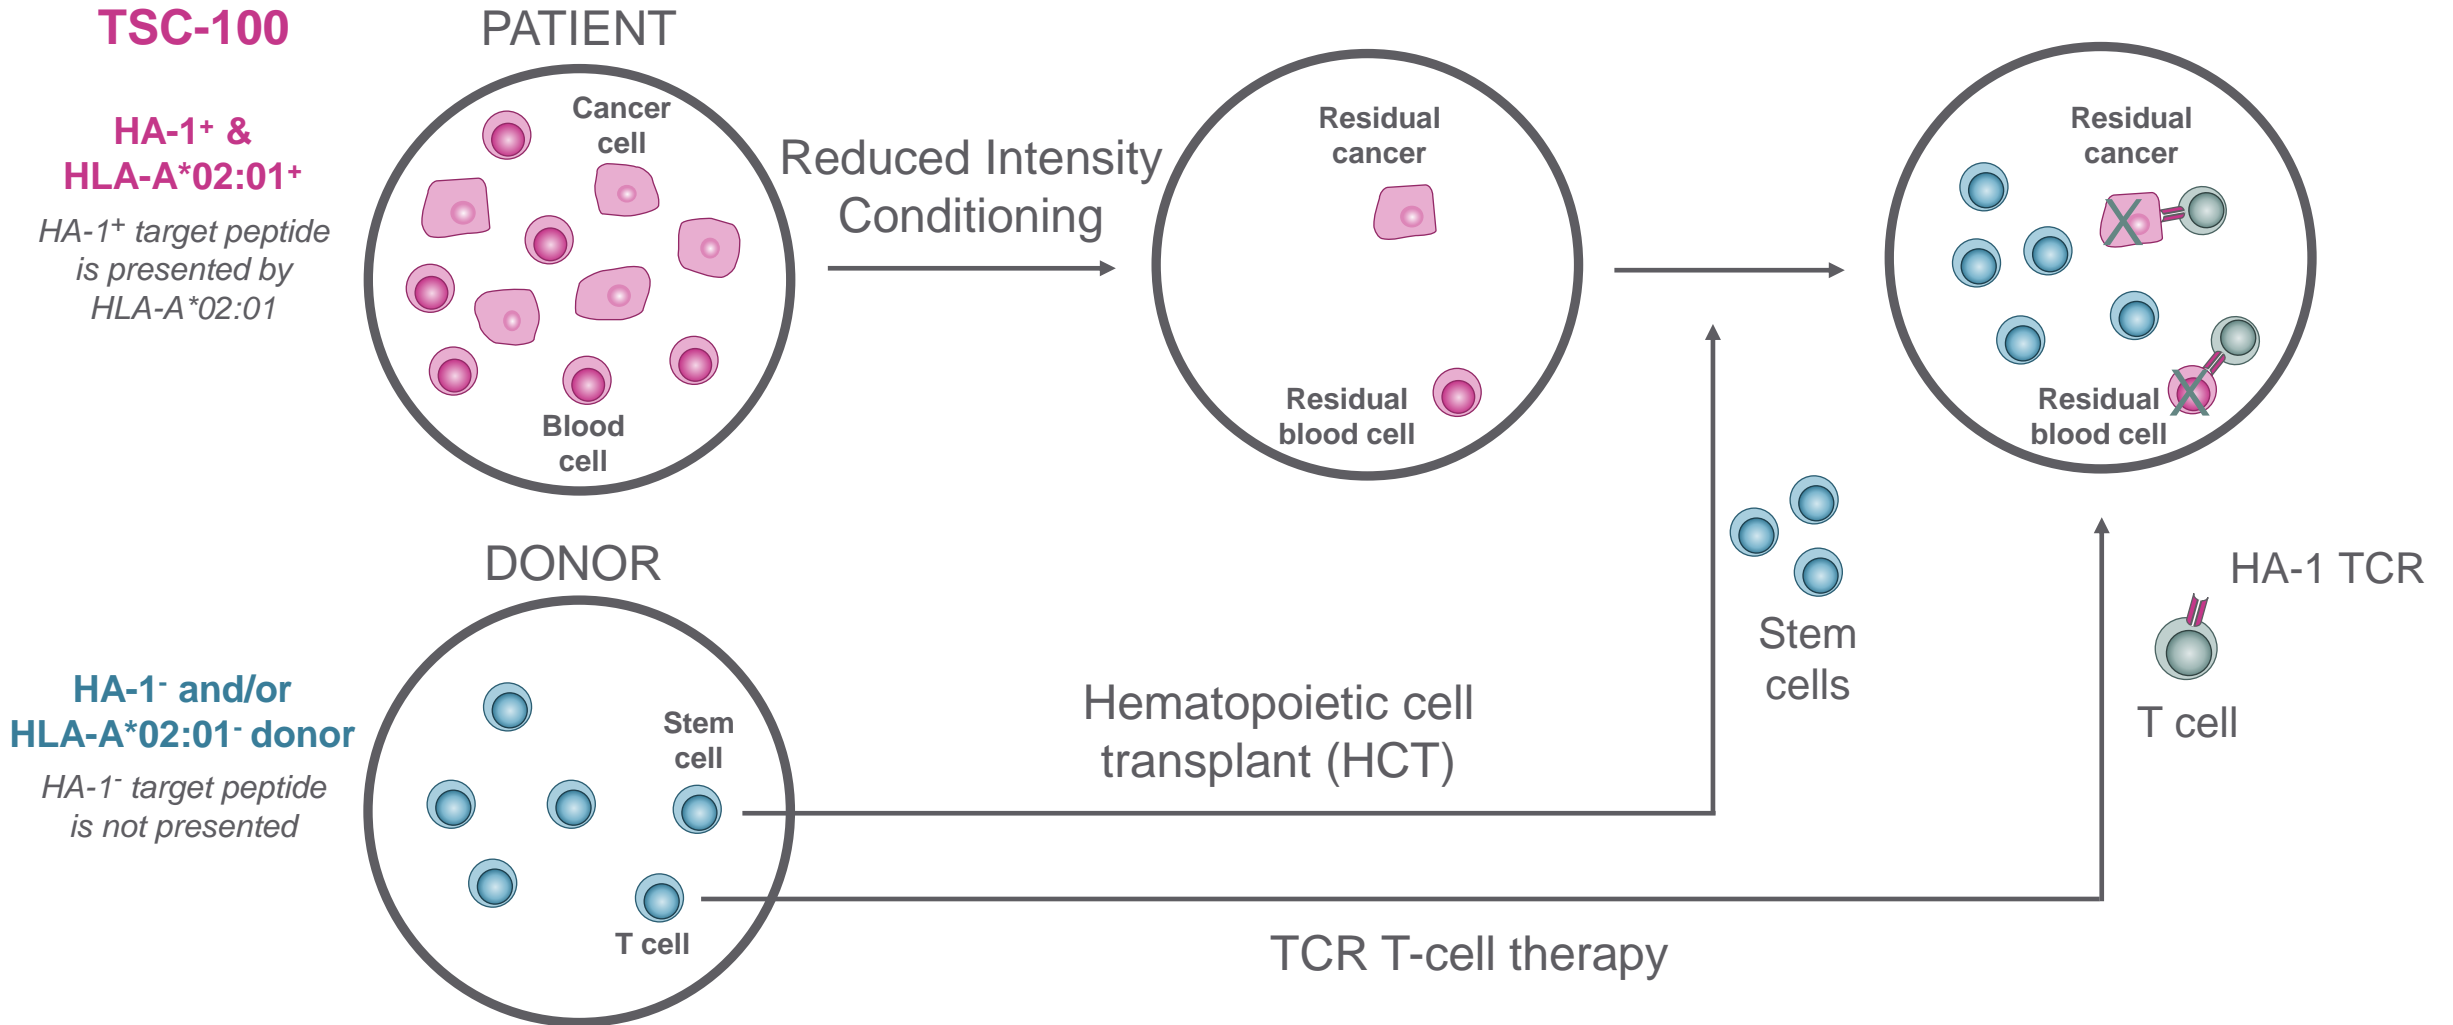 TSC-100
PATIENT
HA-1⁺ &
HLA-A*02:01⁺
HA-1⁺ target peptide
is presented by
HLA-A*02:01
Cancer
cell
Blood
cell
Reduced Intensity
Conditioning
Residual
cancer
Residual
blood cell
Residual
cancer
Residual
blood cell
DONOR
HA-1⁻ and/or
HLA-A*02:01⁻ donor
HA-1⁻ target peptide
is not presented
Stem
cell
T cell
Hematopoietic cell
transplant (HCT)
Stem
cells
HA-1 TCR
T cell
TCR T-cell therapy